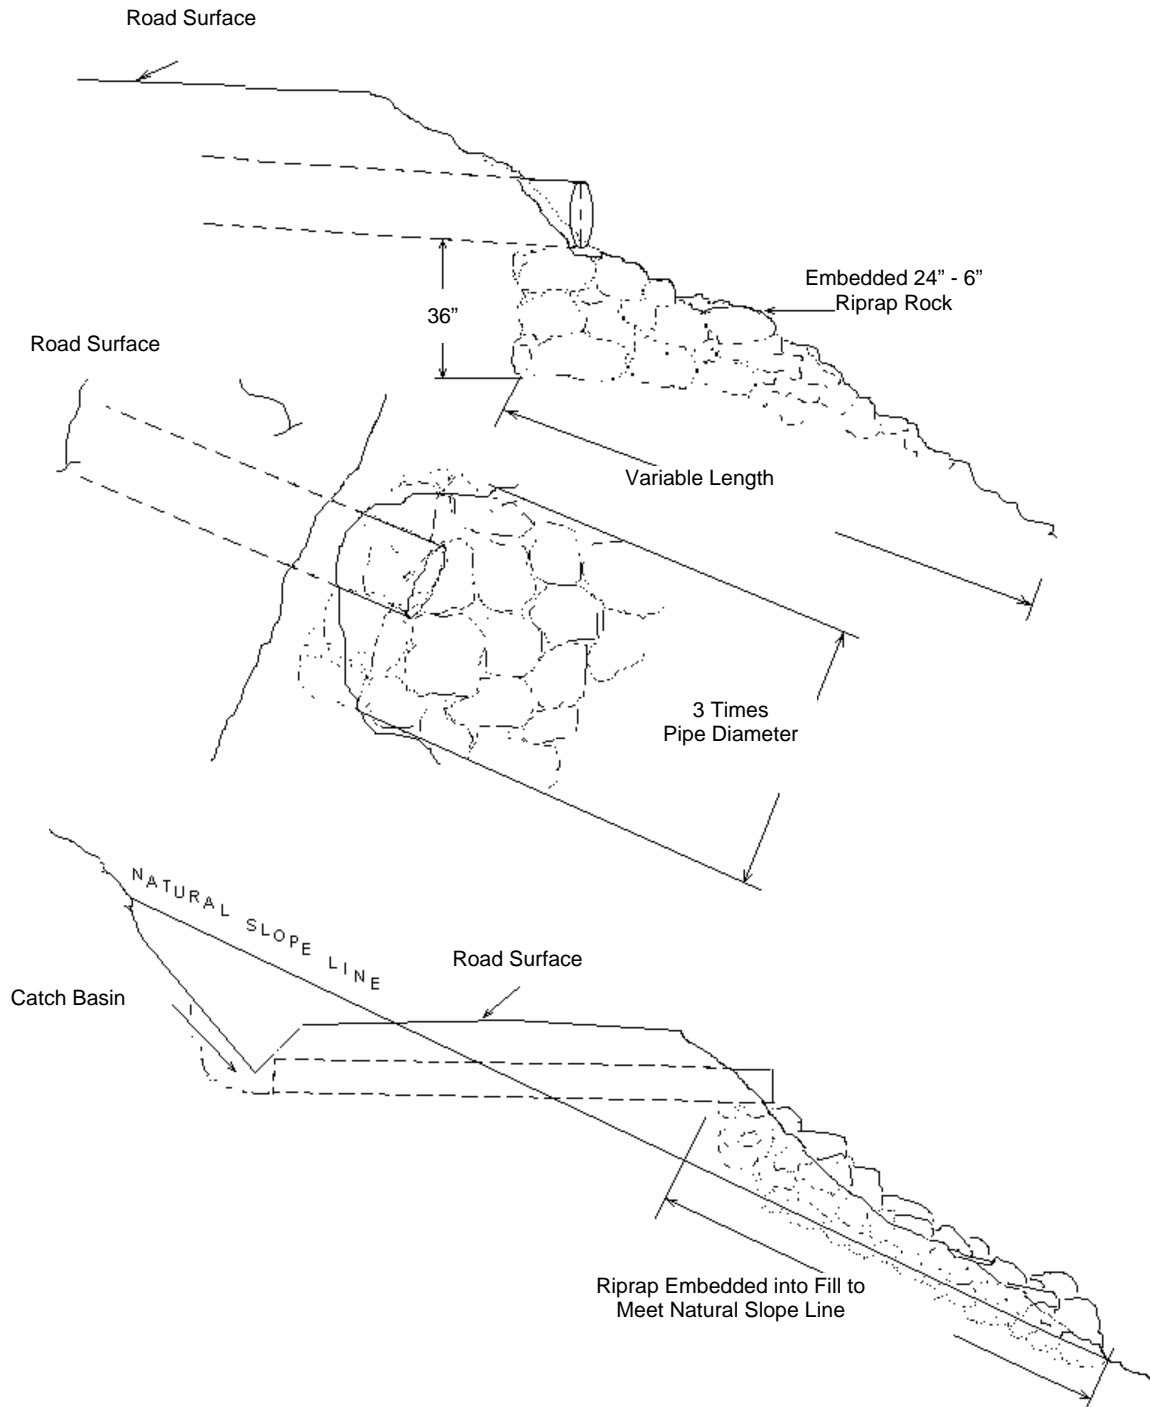 Road Surface
Embedded 24” - 6”
Riprap Rock
36”
Road Surface
Variable Length
3 Times
Pipe Diameter
NATURAL SLOPE LINE
Road Surface
Catch Basin
Riprap Embedded into Fill to
Meet Natural Slope Line